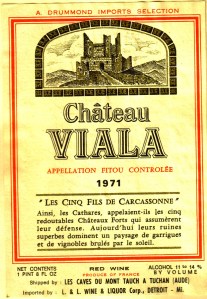 A. DRUMMOND IMPORTS SELECTION
Château
VIALA
APPELLATION FITOU CONTROLÉE
1971
"LES CINQ FILS DE CARCASSONNE"
Ainsi, les Cathares, appelaient-ils les cinq
redoutables Châteaux Forts qui assumèrent
leur défense. Aujourd'hui leurs ruines
superbes dominent un paysage de garrigues
et de vignobles brulés par le soleil.
NET CONTENTS
1 PINT 8 FL. OZ
RED WINE
PRODUCE OF FRANCE
ALCOHOL 11 TO 14 %
BY VOLUME
Shipped by : LES CAVES DU MONT TAUCH A TUCHAN (AUDE)
Imported by : L. & L. WINE & LIQUOR Corp., DETROIT - MI.